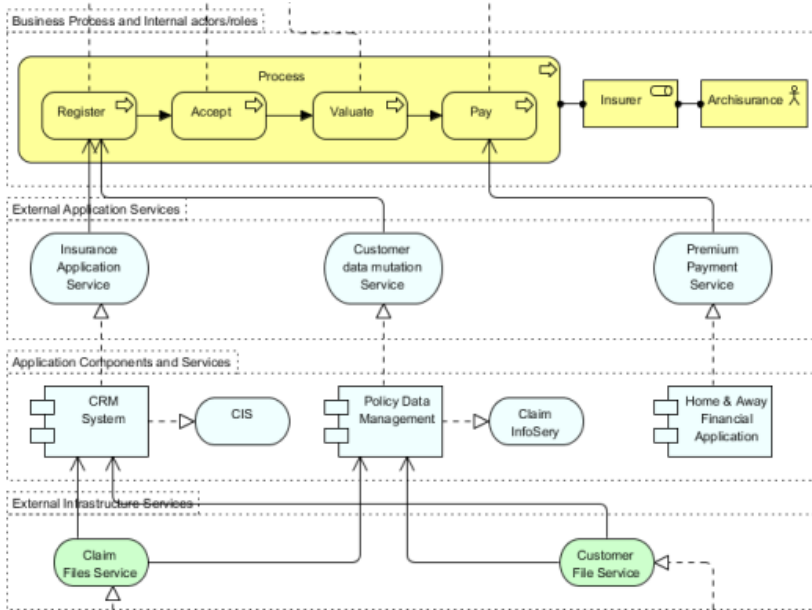 Business Process and Internal actors/roles
Process
Register
Accept
Valuate
Pay
Insurer
Archisurance
External Application Services
Insurance
Application
Service
Customer
data mutation
Service
Premium
Payment
Service
Application Components and Services
CRM
System
CIS
Policy Data
Management
Claim
InfoSery
Home & Away
Financial
Application
External Infrastructure Services
Claim
Files Service
Customer
File Service